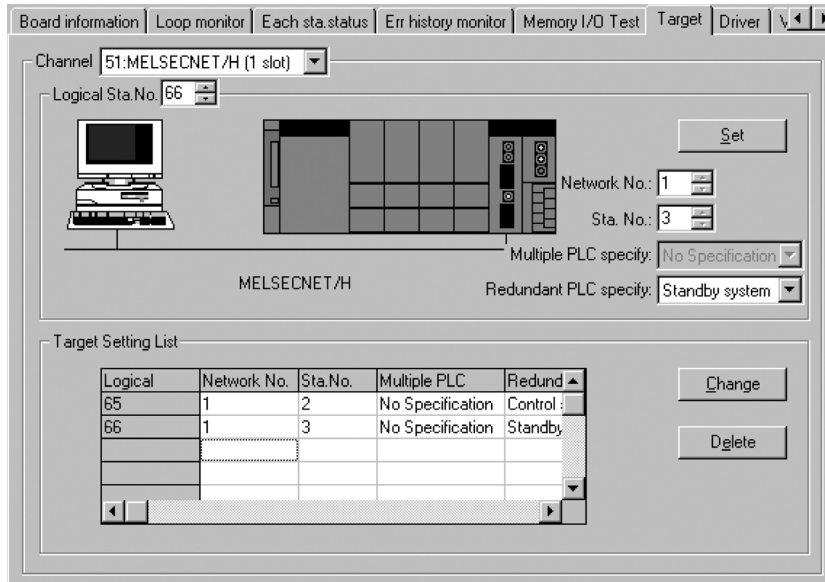 Board information Loop monitor Each sta.status Err history monitor Memory I/O Test Target Driver
Channel 51:MELSECNET/H (1 slot)
Logical Sta.No. 66
Set
Network No.: 1
Sta. No.: 3
Multiple PLC specify: No Specification
MELSECNET/H
Redundant PLC specify: Standby system
Target Setting List
Logical Network No. Sta.No. Multiple PLC Redund
65 1 2 No Specification Control
66 1 3 No Specification Standby
Change
Delete